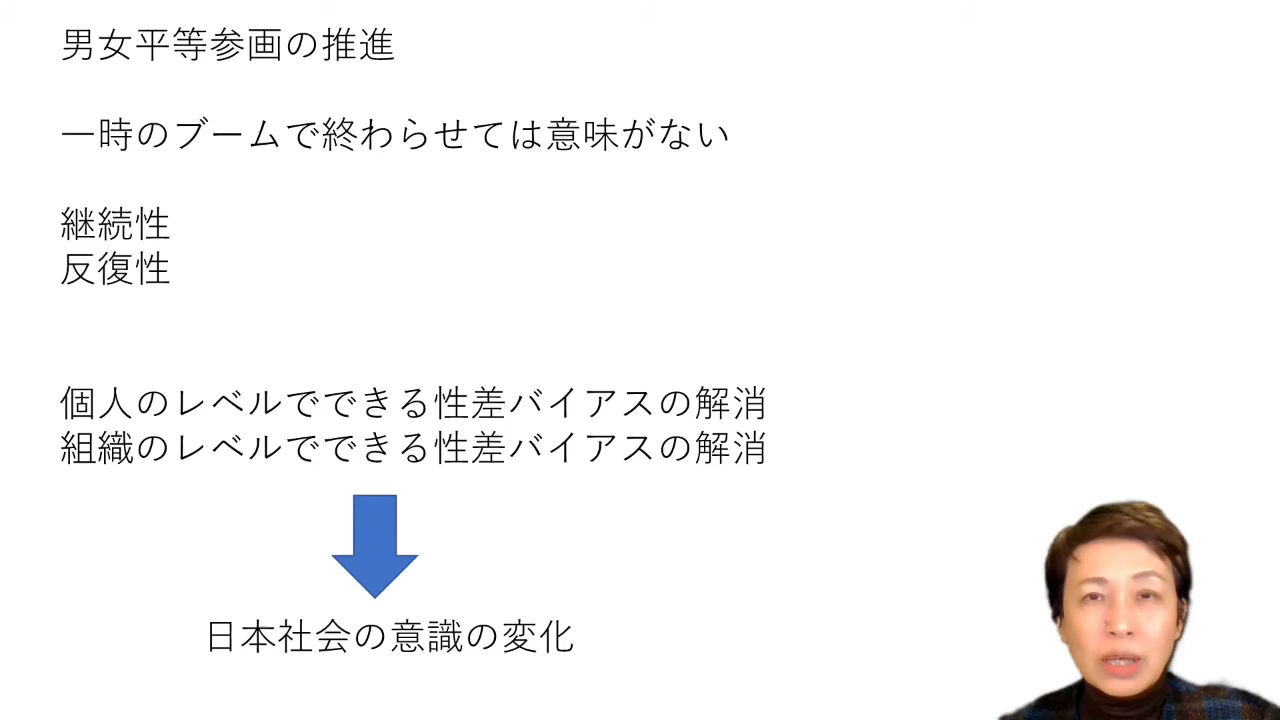 男女平等参画の推進
一時のブームで終わらせては意味がない
継続性
反復性
個人のレベルでできる性差バイアスの解消
組織のレベルでできる性差バイアスの解消
日本社会の意識の変化